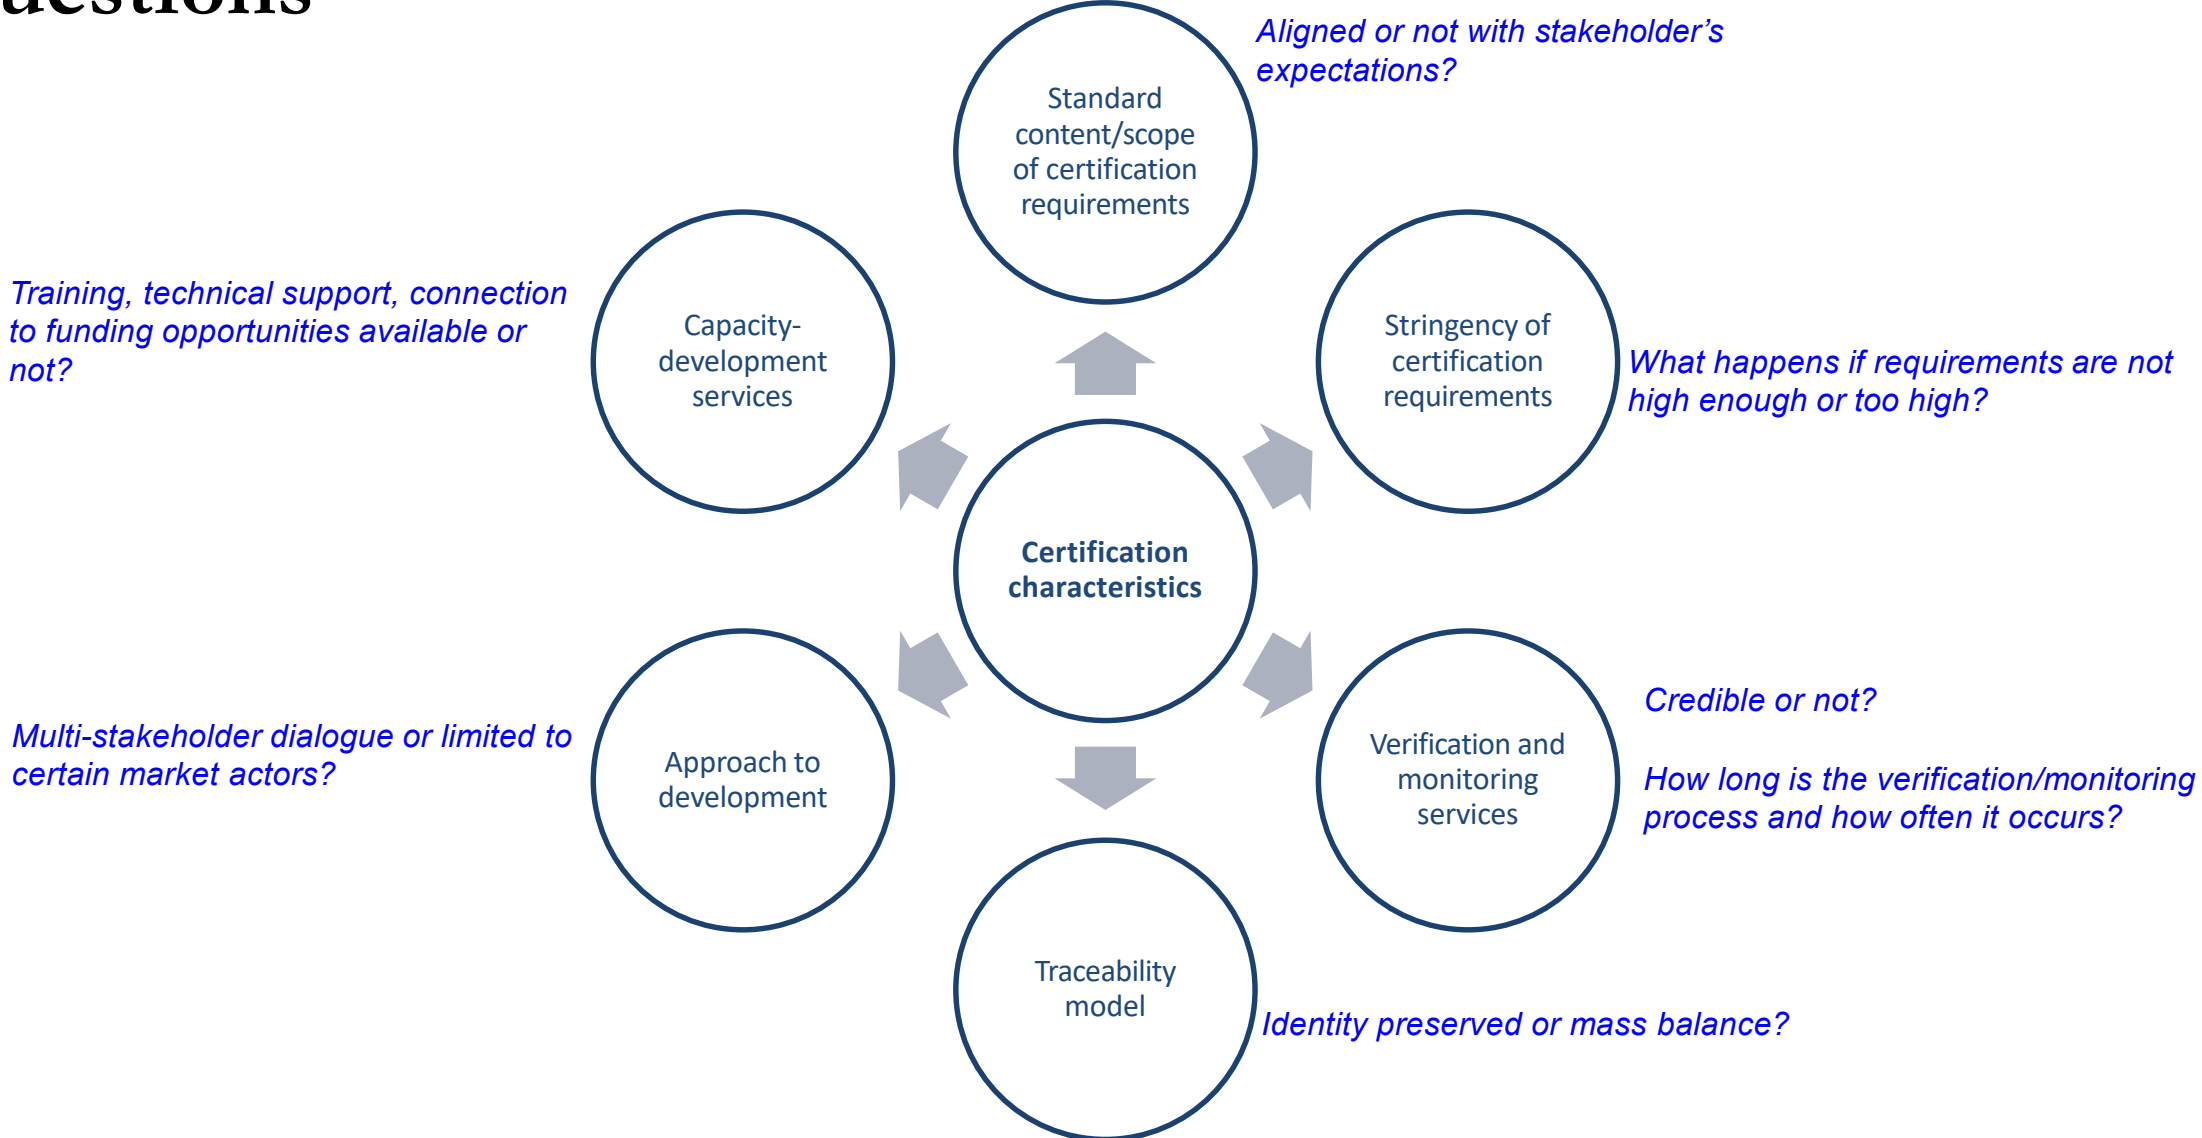 Aligned or not with stakeholder’s
expectations?
Standard
content/scope
of certification
requirements
Training, technical support, connection
to funding opportunities available or
not?
Capacity-
development
services
Stringency of
certification
requirements
What happens if requirements are not
high enough or too high?
Certification
characteristics
Multi-stakeholder dialogue or limited to
certain market actors?
Approach to
development
Verification and
monitoring
services
Credible or not?
How long is the verification/monitoring
process and how often it occurs?
Traceability
model
Identity preserved or mass balance?